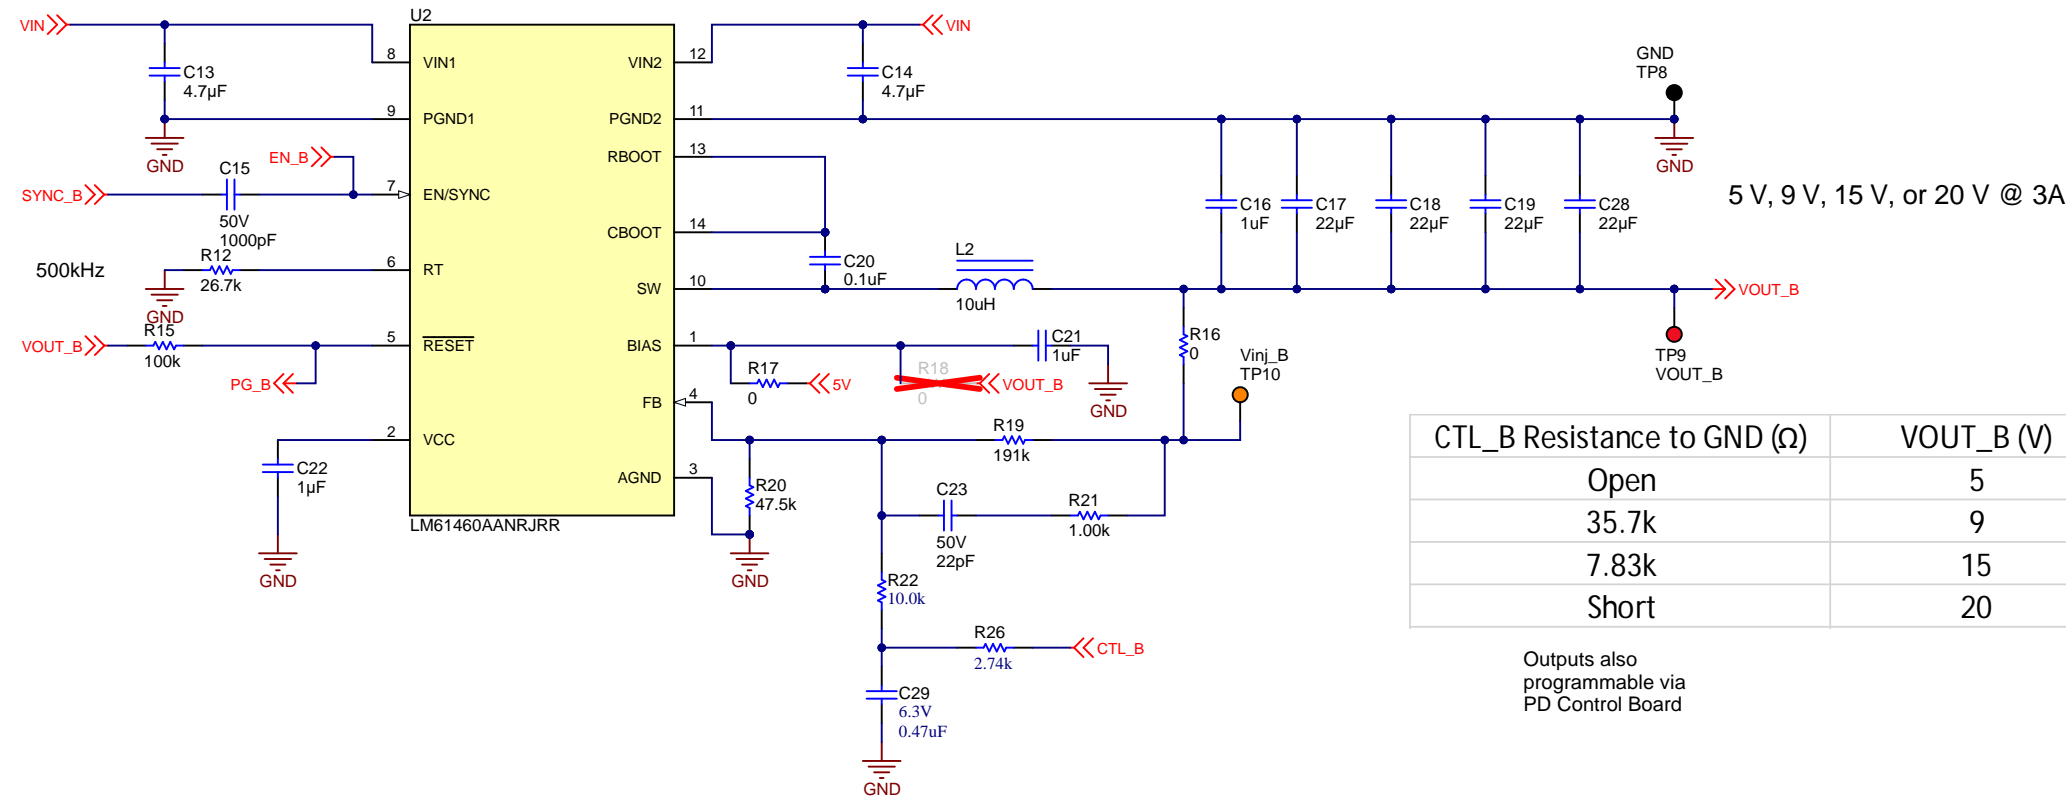 U2
VIN
VIN
8
VIN1
VIN2
12
C13
4.7µF
C14
4.7µF
GND
TP8
9
PGND1
PGND2
11
GND
GND
RBOOT
13
EN_B
C15
SYNC_B
7
EN/SYNC
50V
1000pF
CBOOT
14
C16
1uF
C17
22µF
C18
22µF
C19
22µF
C28
22µF
5 V, 9 V, 15 V, or 20 V @ 3A
500kHz
R12
26.7k
6
RT
C20
0.1uF
L2
10uH
SW
10
GND
VOUT_B
R15
100k
VOUT_B
5
RESET
BIAS
1
C21
1uF
R16
0
Vinj_B
TP10
TP9
VOUT_B
PG_B
R17
0
5V
R18
0
VOUT_B
GND
FB
4
2
VCC
R19
191k
C22
1µF
AGND
3
R20
47.5k
C23
50V
22pF
R21
1.00k
LM61460AANRJRR
GND
GND
R22
10.0k
R26
2.74k
CTL_B
C29
6.3V
0.47uF
GND
CTL_B Resistance to GND (Ω) VOUT_B (V)
Open 5
35.7k 9
7.83k 15
Short 20
Outputs also
programmable via
PD Control Board